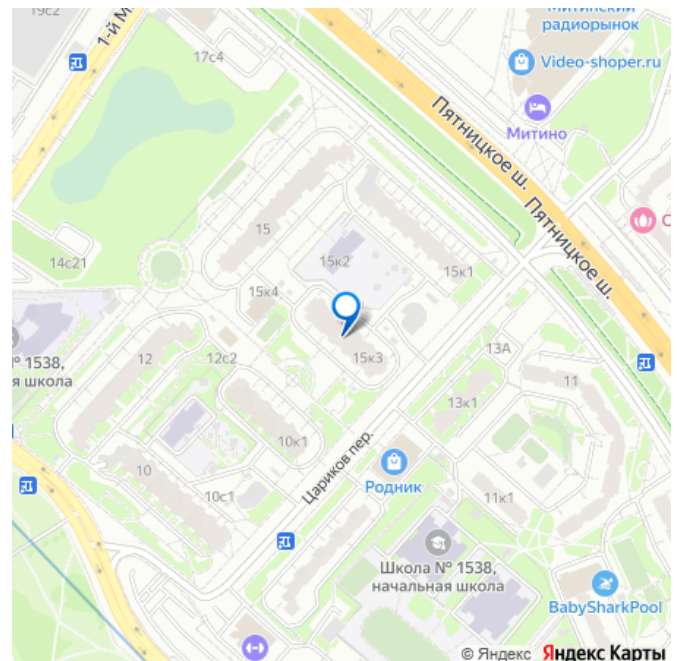 19с2
1-й М
Митинский
радиорынок
17с4
Video-shoper.ru
Пятницкое ш.
Митино
Пятницкое ш.
С
15
15к2
14с21
15к4
15к1
№ 1538,
ая школа
12
12с2
15к3
13А
11
10к1
13к1
Цариков пер.
10
10с1
Родник
11к1
Школа № 1538,
начальная школа
BabySharkPool
© Яндекс Яндекс Карты